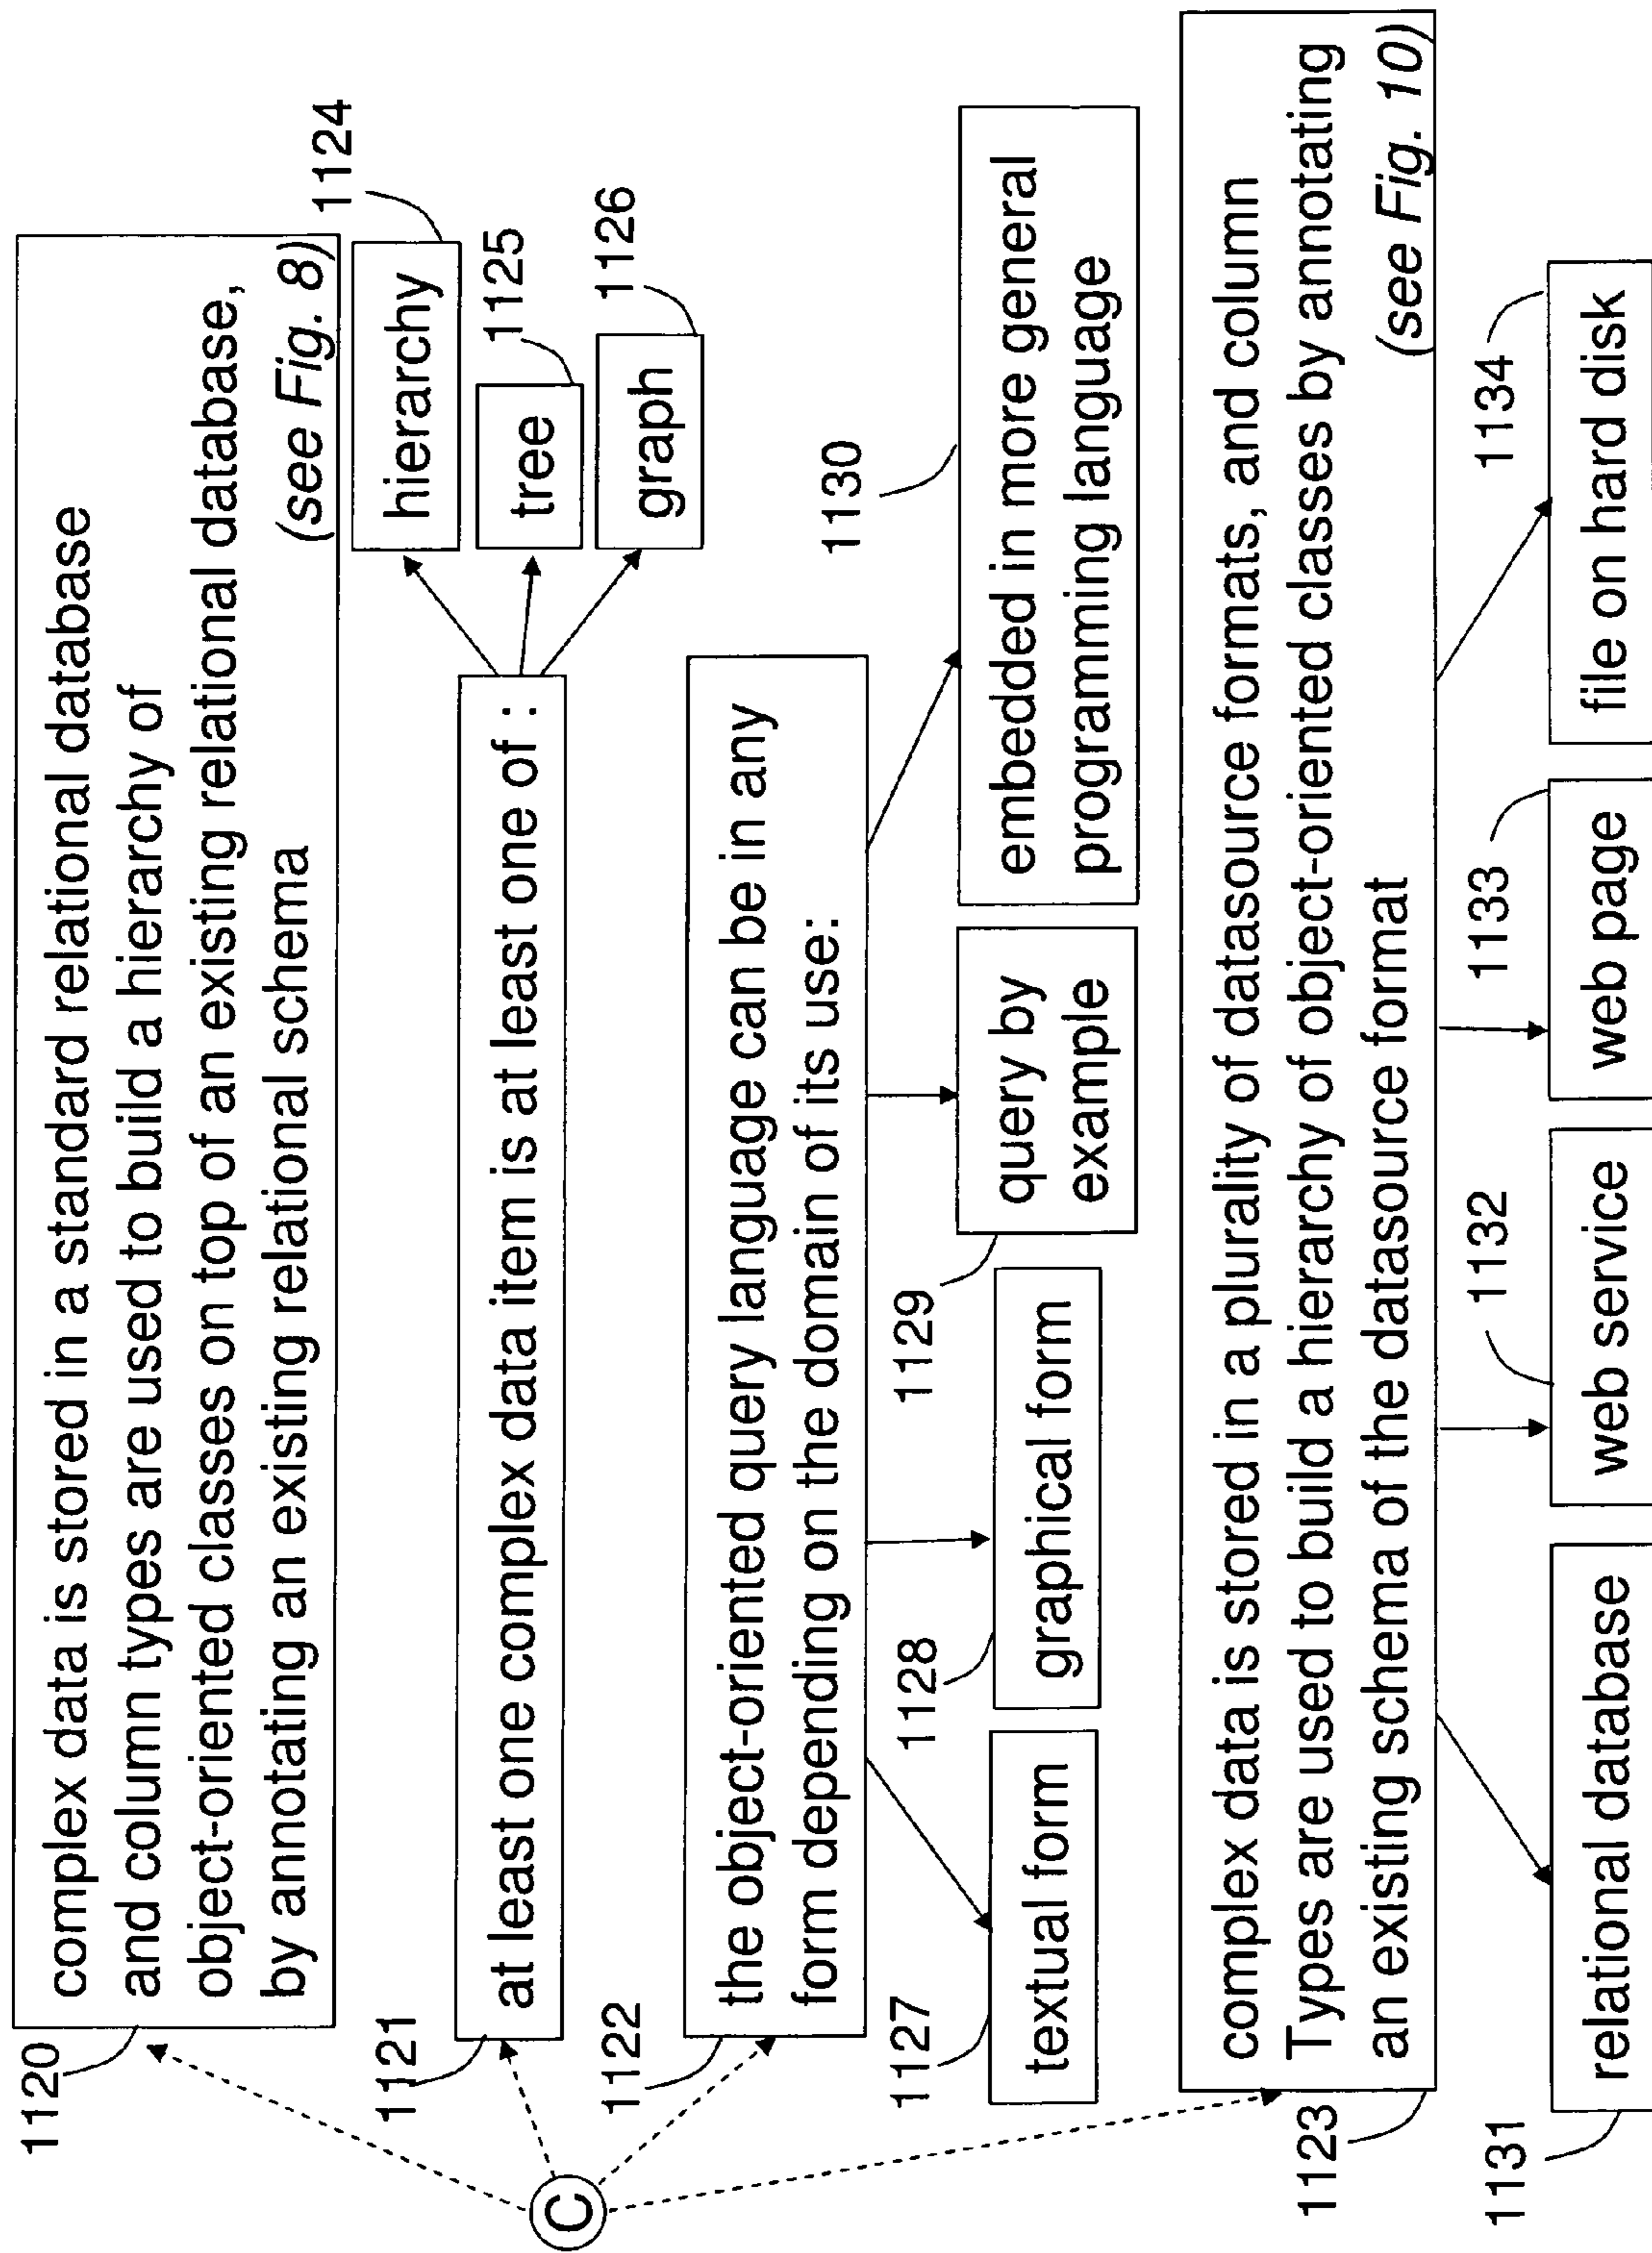 1120
complex data is stored in a standard relational database
and column types are used to build a hierarchy of
object-oriented classes on top of an existing relational database,
by annotating an existing relational schema
(see Fig. 8)
1124
hierarchy
1121
at least one complex data item is at least one of :
1125
tree
1126
graph
C
1122
the object-oriented query language can be in any
form depending on the domain of its use:
1127
textual form
1128
graphical form
1129
query by
example
1130
embedded in more general
programming language
1123
complex data is stored in a plurality of datasource formats, and column
Types are used to build a hierarchy of object-oriented classes by annotating
an existing schema of the datasource format
(see Fig. 10)
1131
relational database
1132
web service
1133
web page
1134
file on hard disk